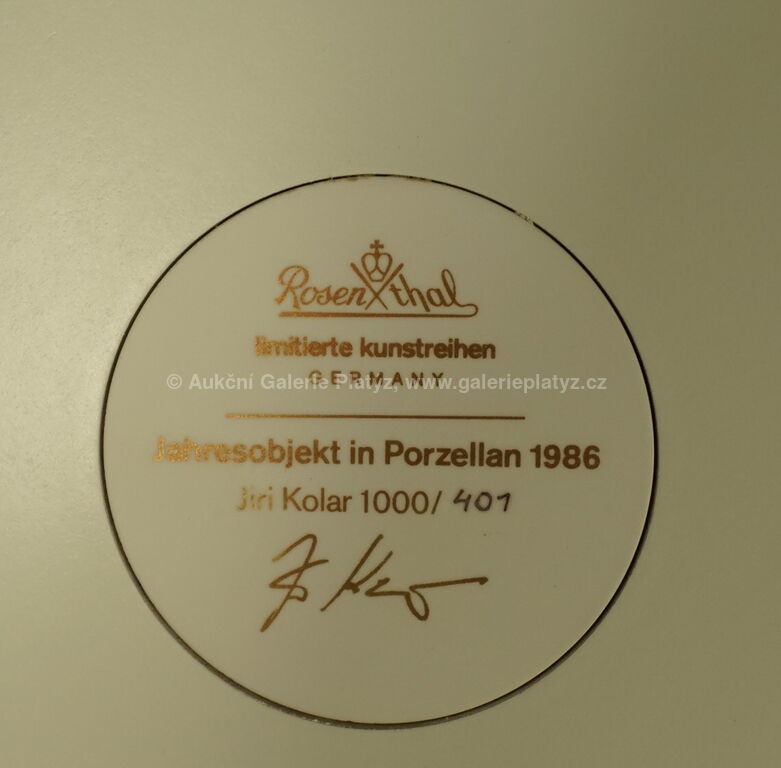 Rosenthal
limitierte kunstreihen
GERMANY
© Aukční Galerie Platýz, www.galerieplatyz.cz
Jahresobjekt in Porzellan 1986
Jiri Kolar 1000/ 401